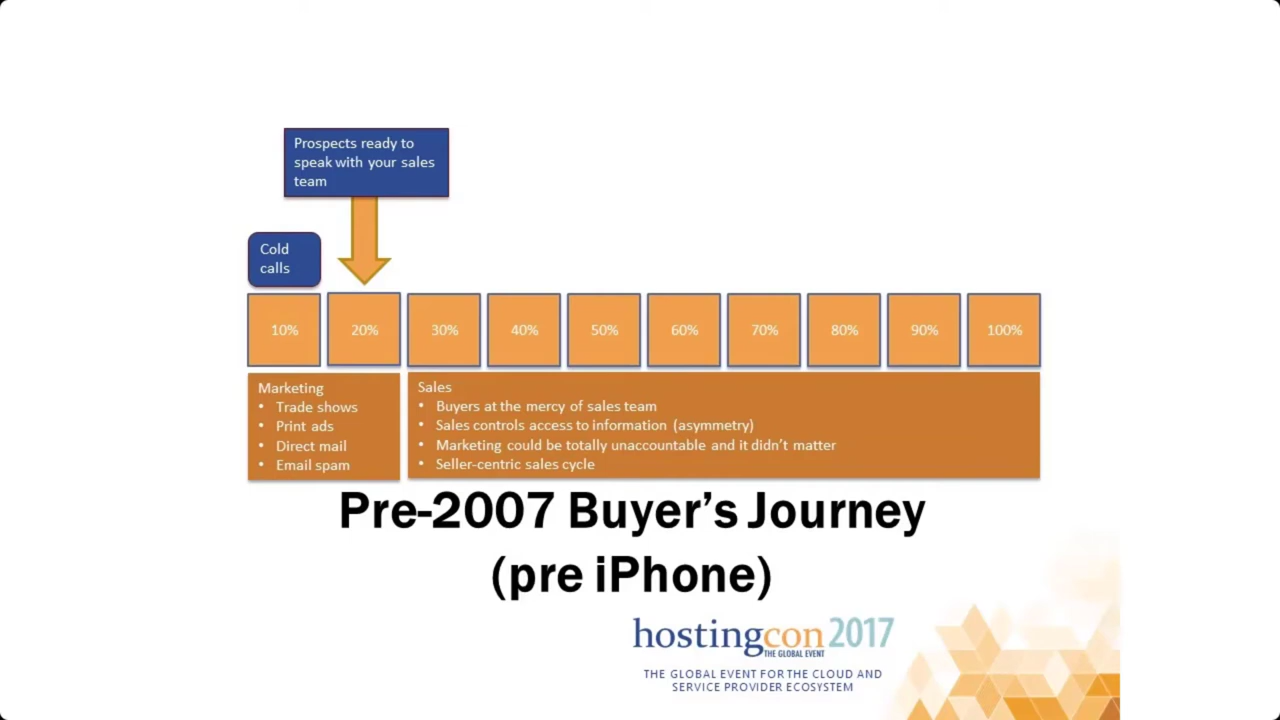 Prospects ready to
speak with your sales
team
Cold
calls
10% 20% 30% 40% 50% 60% 70% 80% 90% 100%
Marketing
• Trade shows
• Print ads
• Direct mail
• Email spam
Sales
• Buyers at the mercy of sales team
• Sales controls access to information (asymmetry)
• Marketing could be totally unaccountable and it didn’t matter
• Seller-centric sales cycle
Pre-2007 Buyer’s Journey
(pre iPhone)
hostingcon 2017
THE GLOBAL EVENT
THE GLOBAL EVENT FOR THE CLOUD AND
SERVICE PROVIDER ECOSYSTEM